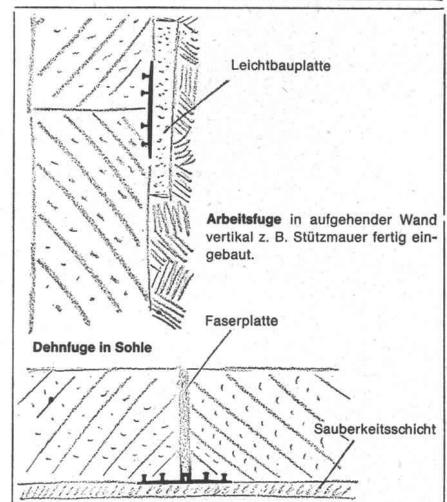 Leichtbauplatte
Arbeitsfuge in aufgehender Wand
vertikal z. B. Stützmauer fertig ein-
gebaut.
Faserplatte
Dehnfuge in Sohle
Sauberkeitsschicht